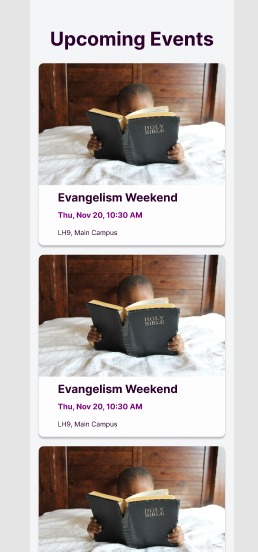 Upcoming Events
HOLY
BIBLE
Evangelism Weekend
Thu, Nov 20, 10:30 AM
LH9, Main Campus
HOLY
BIBLE
Evangelism Weekend
Thu, Nov 20, 10:30 AM
LH9, Main Campus
HOLY
BIBLE